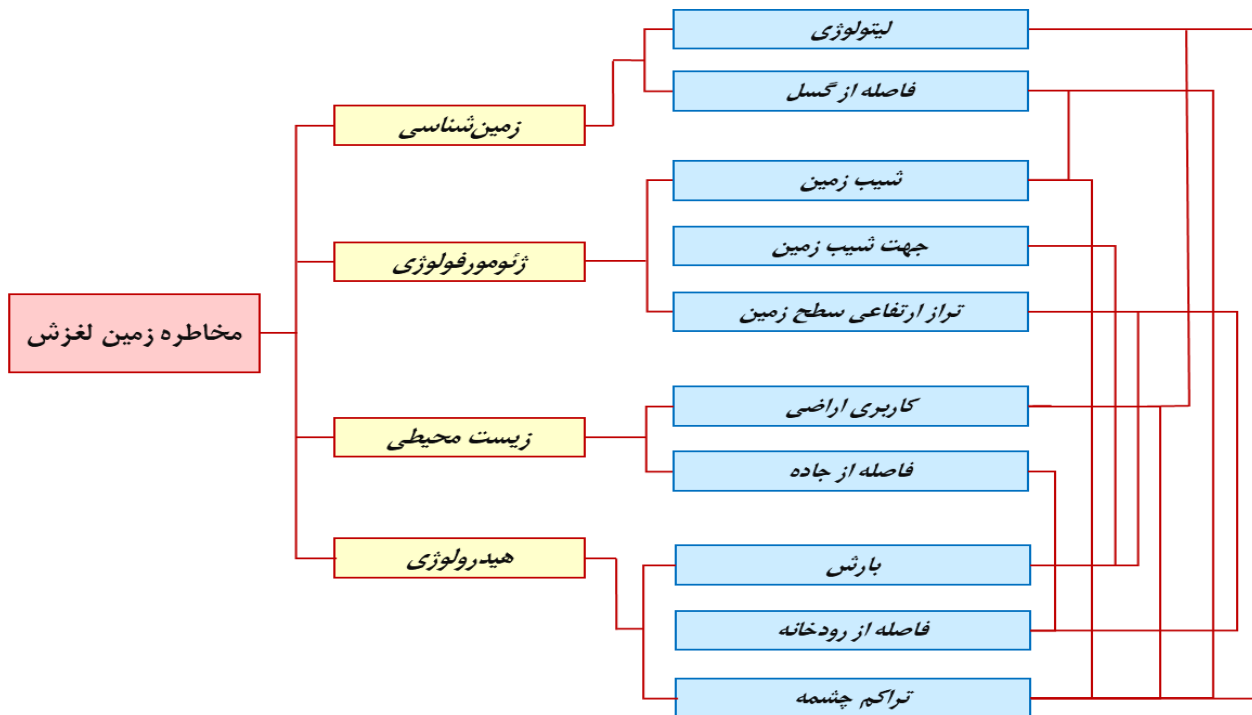 مخاطره زمین لغزش
زمین‌شناسی
ژئومورفولوژی
زیست محیطی
هیدرولوژی
لیتولوژی
فاصله از گسل
شیب زمین
جهت شیب زمین
تراز ارتفاعی سطح زمین
کاربری اراضی
فاصله از جاده
بارش
فاصله از رودخانه
تراکم چشمه